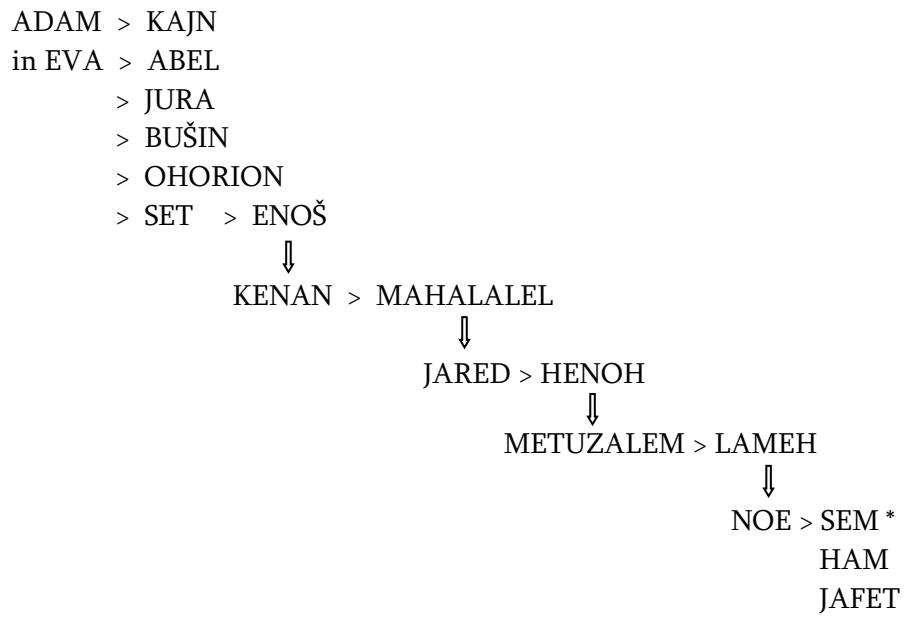 ADAM > KAJN
in EVA > ABEL
> JURA
> BUŠIN
> OHORION
> SET > ENOŠ
⇓
KENAN > MAHALALEL
⇓
JARED > HENOH
⇓
METUZALEM > LAMEH
⇓
NOE > SEM *
HAM
JAFET